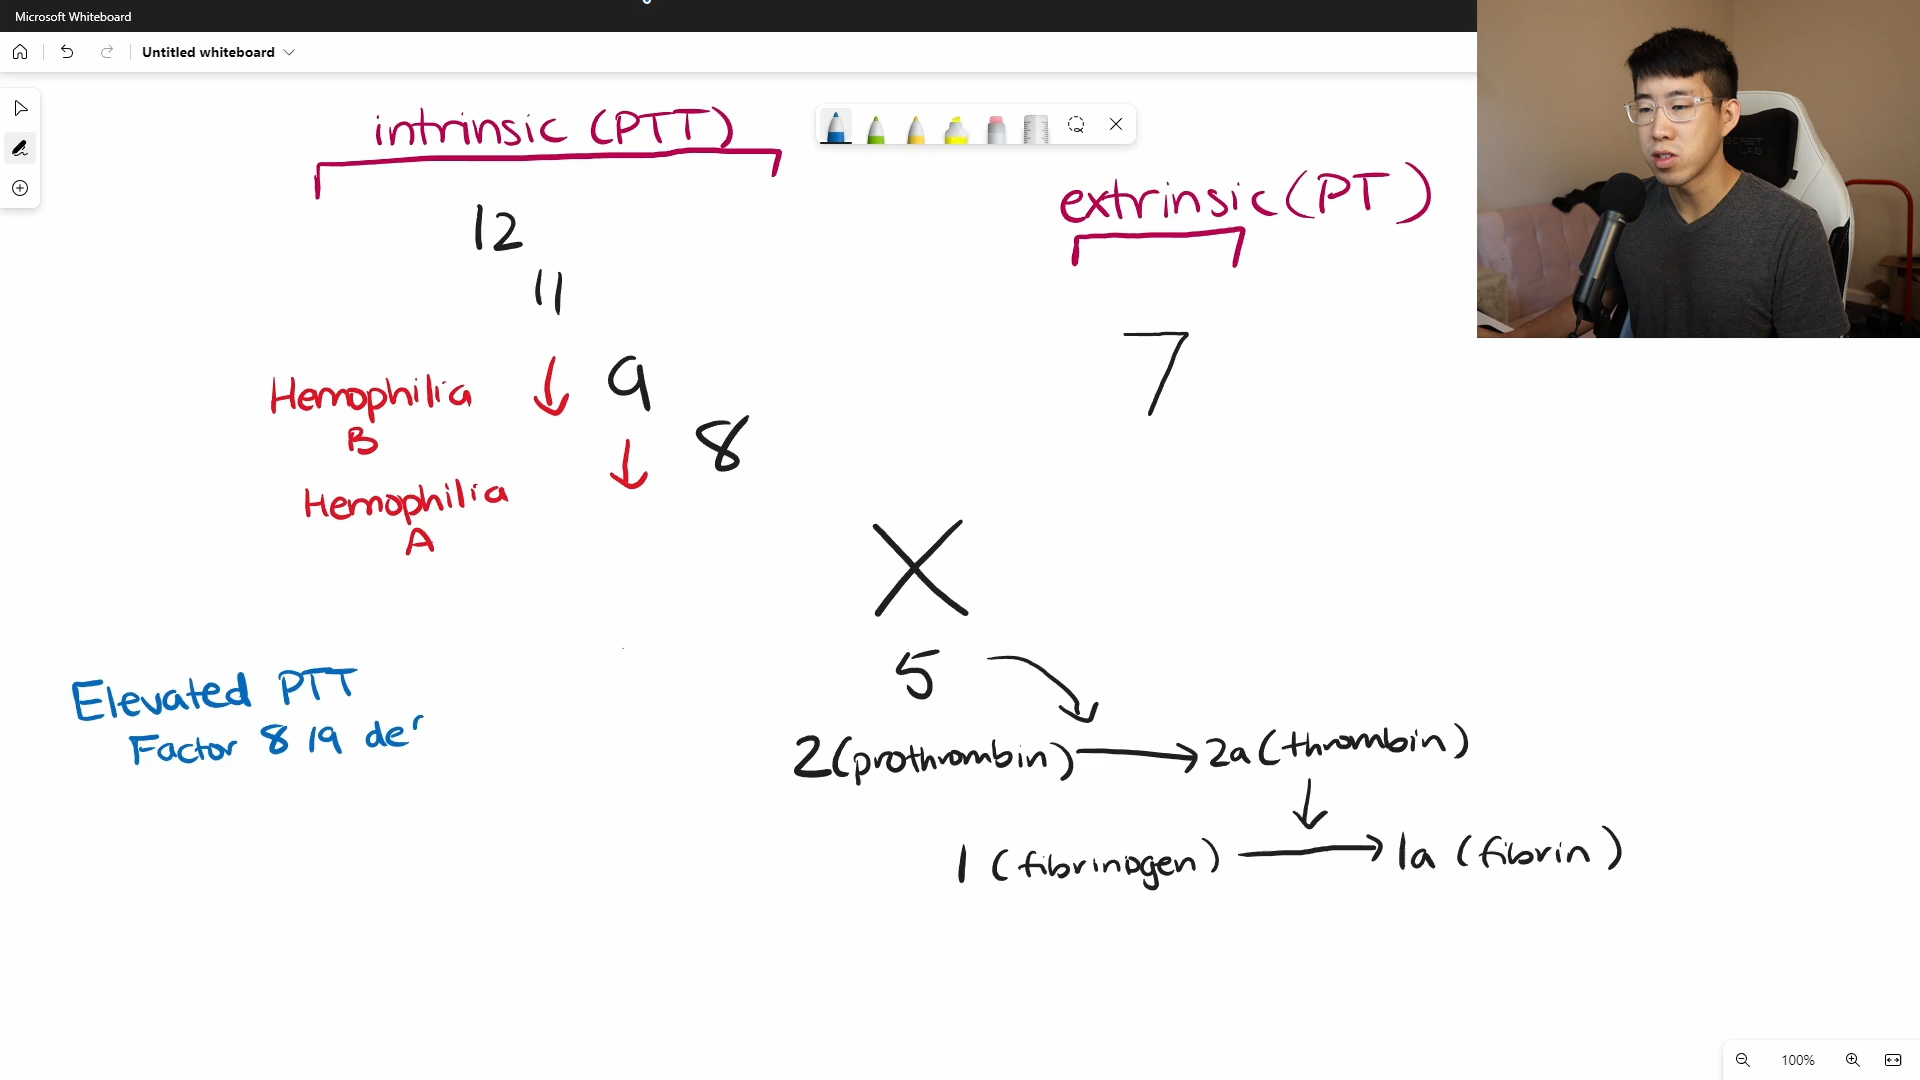 Microsoft Whiteboard
Untitled whiteboard
intrinsic (PTT)
extrinsic (PT)
12
11
9
7
Hemophilia
B
8
Hemophilia
A
X
5
Elevated PTT
Factor 8/9 de
2 (prothrombin)
2a (thrombin)
1 (fibrinogen)
1a (fibrin)
100%